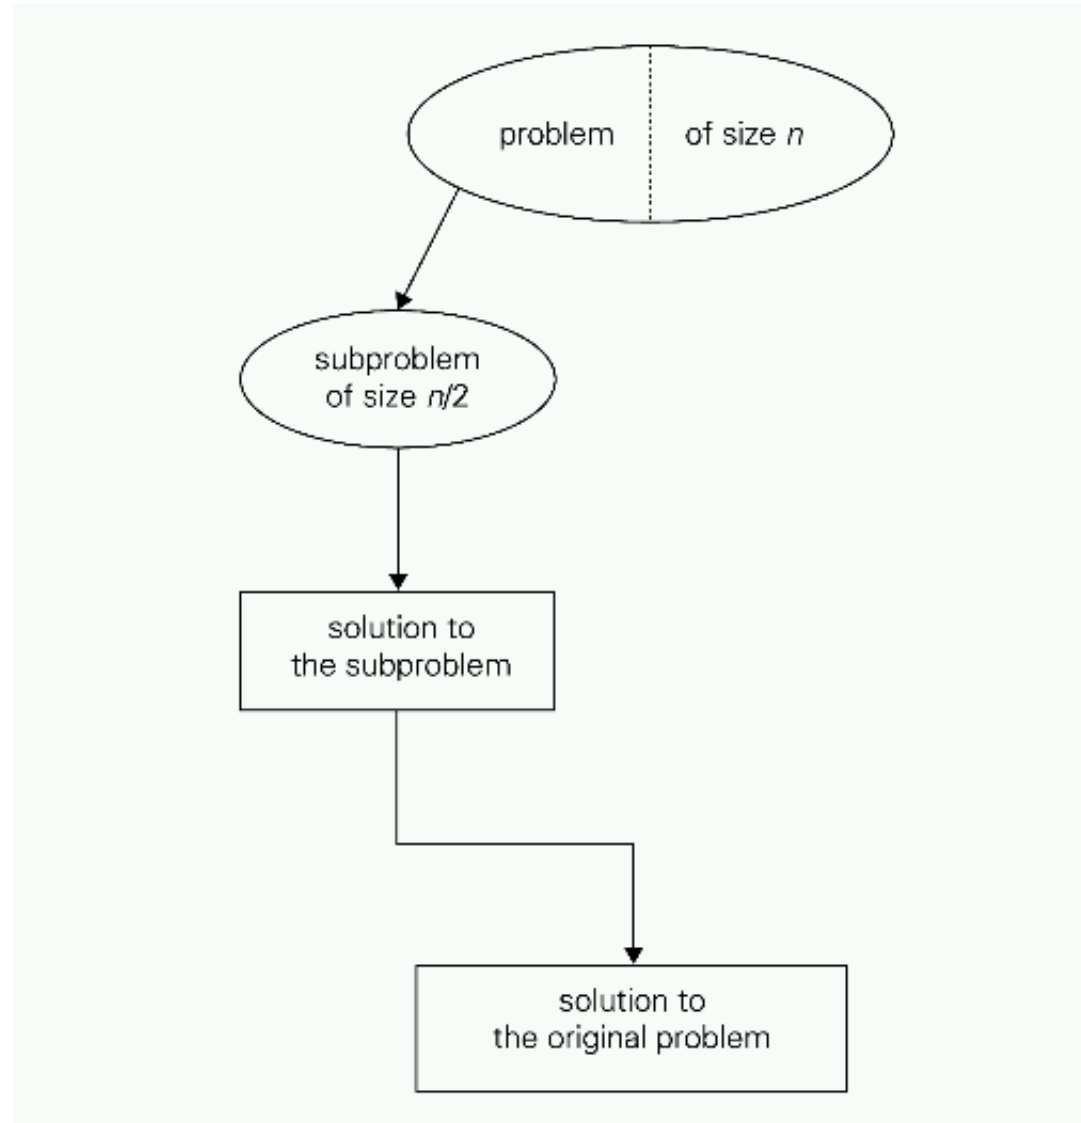 problem of size n
subproblem
of size n/2
solution to
the subproblem
solution to
the original problem